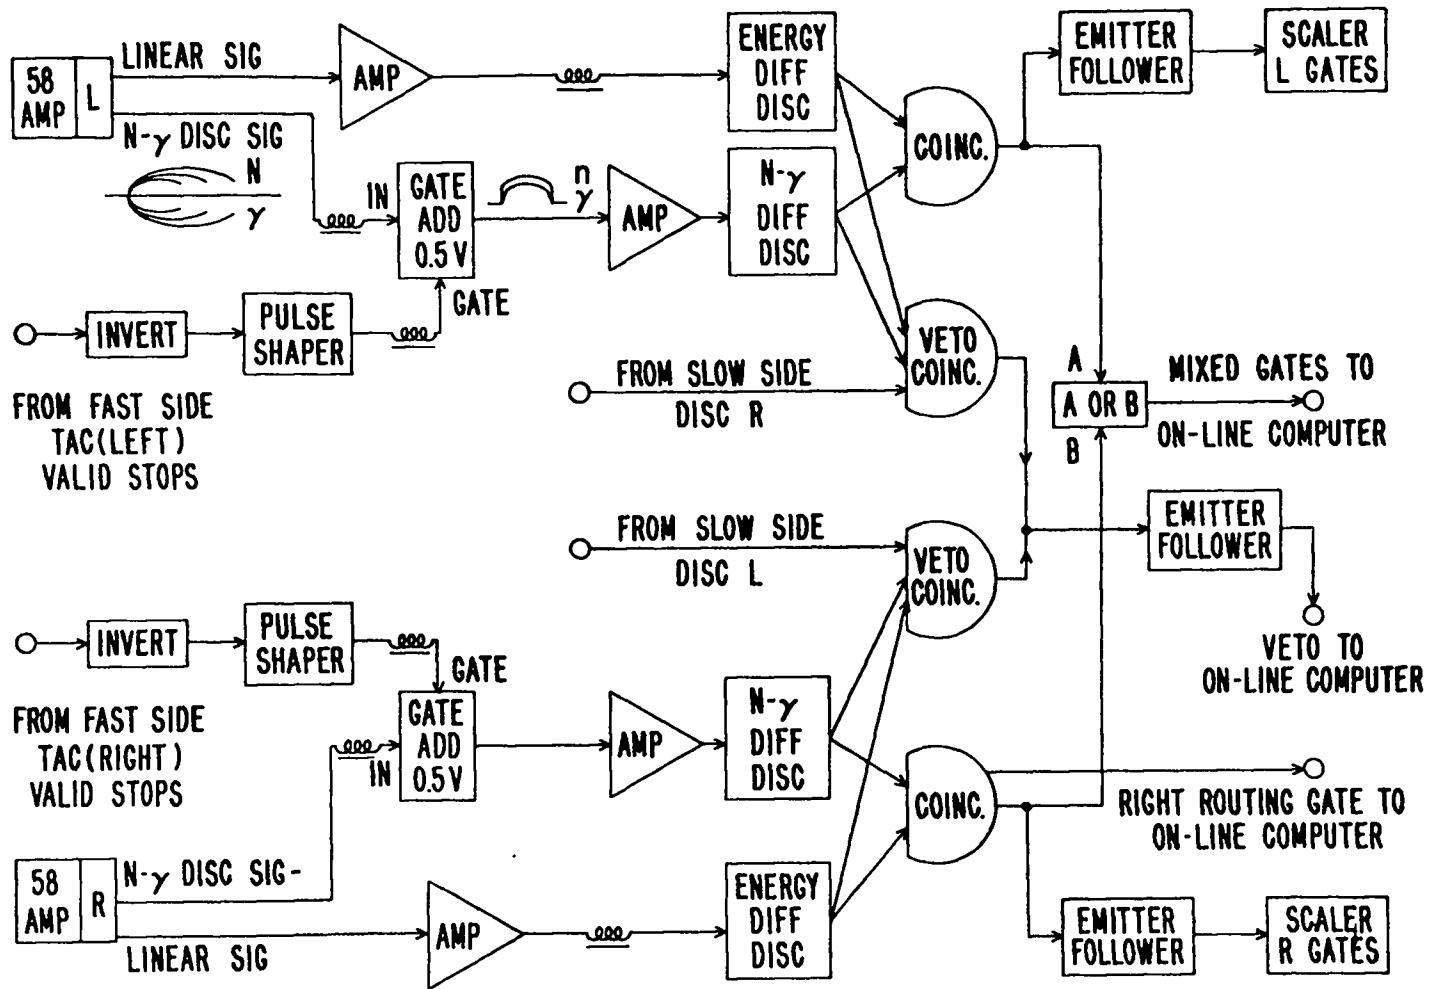 58
AMP
L
LINEAR SIG
N-γ DISC SIG
N
γ
AMP
ENERGY
DIFF
DISC
COINC.
EMITTER
FOLLOWER
SCALER
L GATES
IN
GATE
ADD
0.5 V
n
γ
AMP
N-γ
DIFF
DISC
GATE
INVERT
PULSE
SHAPER
FROM FAST SIDE
TAC(LEFT)
VALID STOPS
VETO
COINC.
FROM SLOW SIDE
DISC R
A
A OR B
B
MIXED GATES TO
ON-LINE COMPUTER
FROM SLOW SIDE
DISC L
VETO
COINC.
EMITTER
FOLLOWER
VETO TO
ON-LINE COMPUTER
INVERT
PULSE
SHAPER
GATE
FROM FAST SIDE
TAC(RIGHT)
VALID STOPS
IN
GATE
ADD
0.5 V
AMP
N-γ
DIFF
DISC
COINC.
RIGHT ROUTING GATE TO
ON-LINE COMPUTER
58
AMP
R
N-γ DISC SIG-
LINEAR SIG
AMP
ENERGY
DIFF
DISC
EMITTER
FOLLOWER
SCALER
R GATES